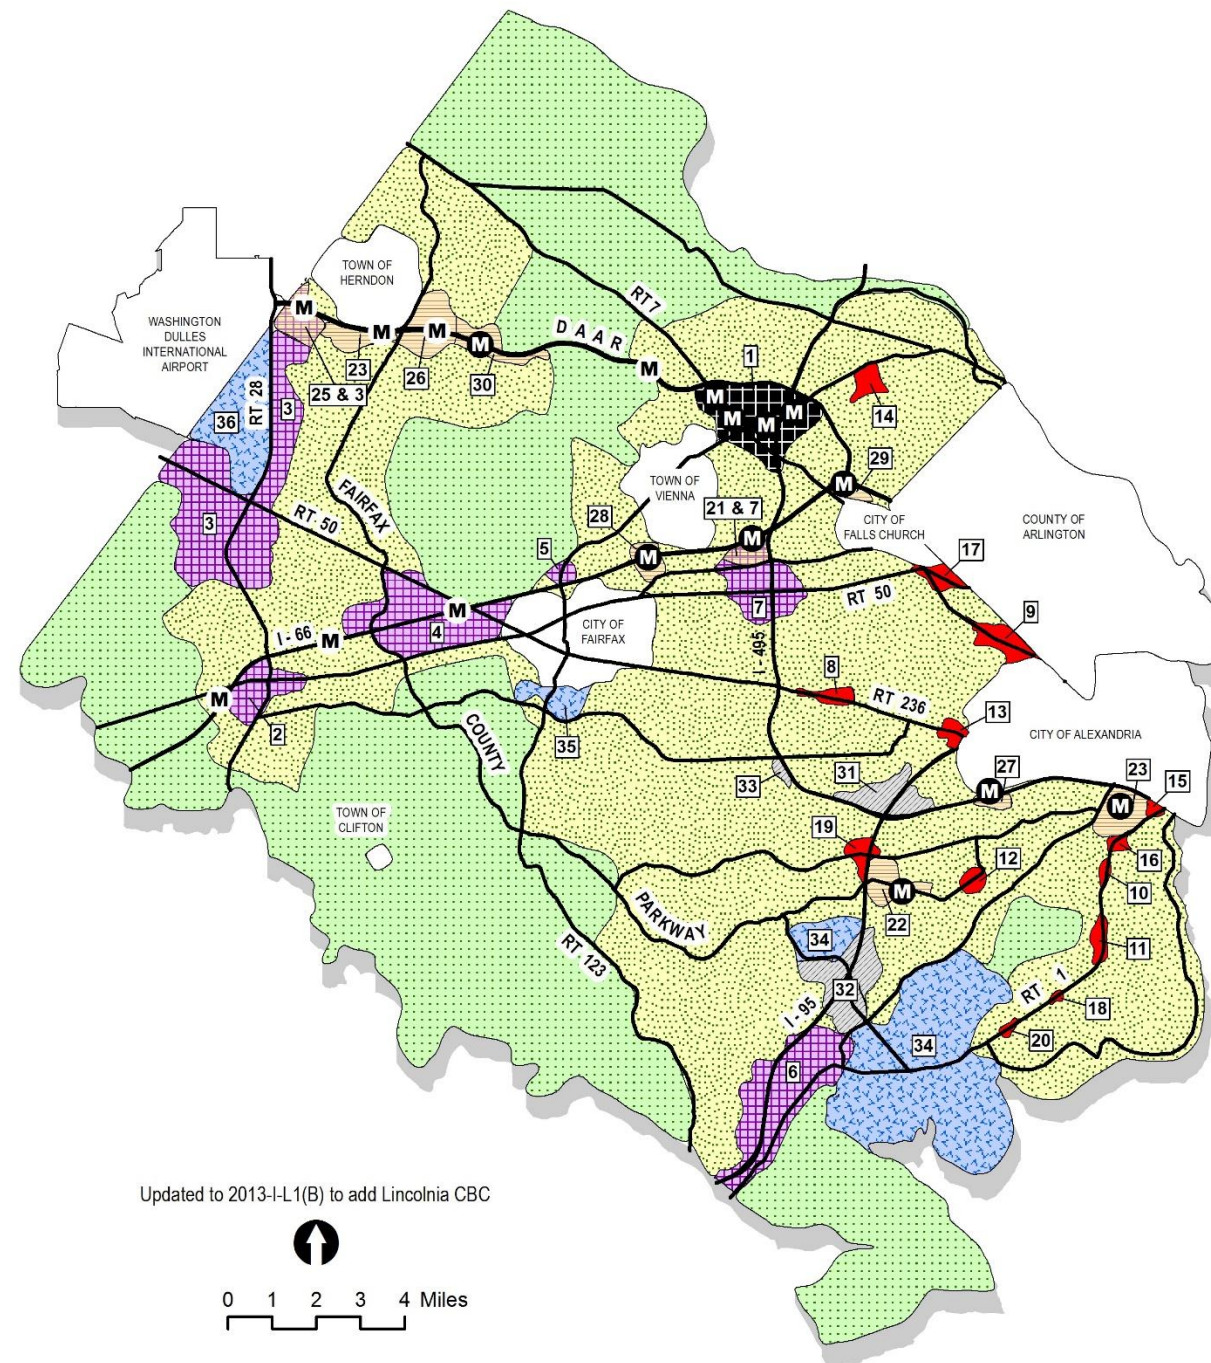 TOWN OF
HERNDON
WASHINGTON
DULLES
INTERNATIONAL
AIRPORT
RT 7
DAAR
M
M
M
M
M
1
M
M
M
M
23
26
30
25 & 3
3
36
RT 28
14
29
M
TOWN OF
VIENNA
21 & 7
28
M
M
CITY OF
FALLS CHURCH
COUNTY OF
ARLINGTON
3
RT 50
FAIRFAX
5
17
7
RT 50
9
M
4
I - 66
M
CITY OF
FAIRFAX
I - 495
8
RT 236
13
M
2
COUNTY
35
CITY OF ALEXANDRIA
33
31
27
M
23
M
15
TOWN OF
CLIFTON
19
12
16
10
M
22
PARKWAY
RT 123
34
11
32
RT 1
18
I - 95
34
20
6
Updated to 2013-I-L1(B) to add Lincolnia CBC
0 1 2 3 4 Miles